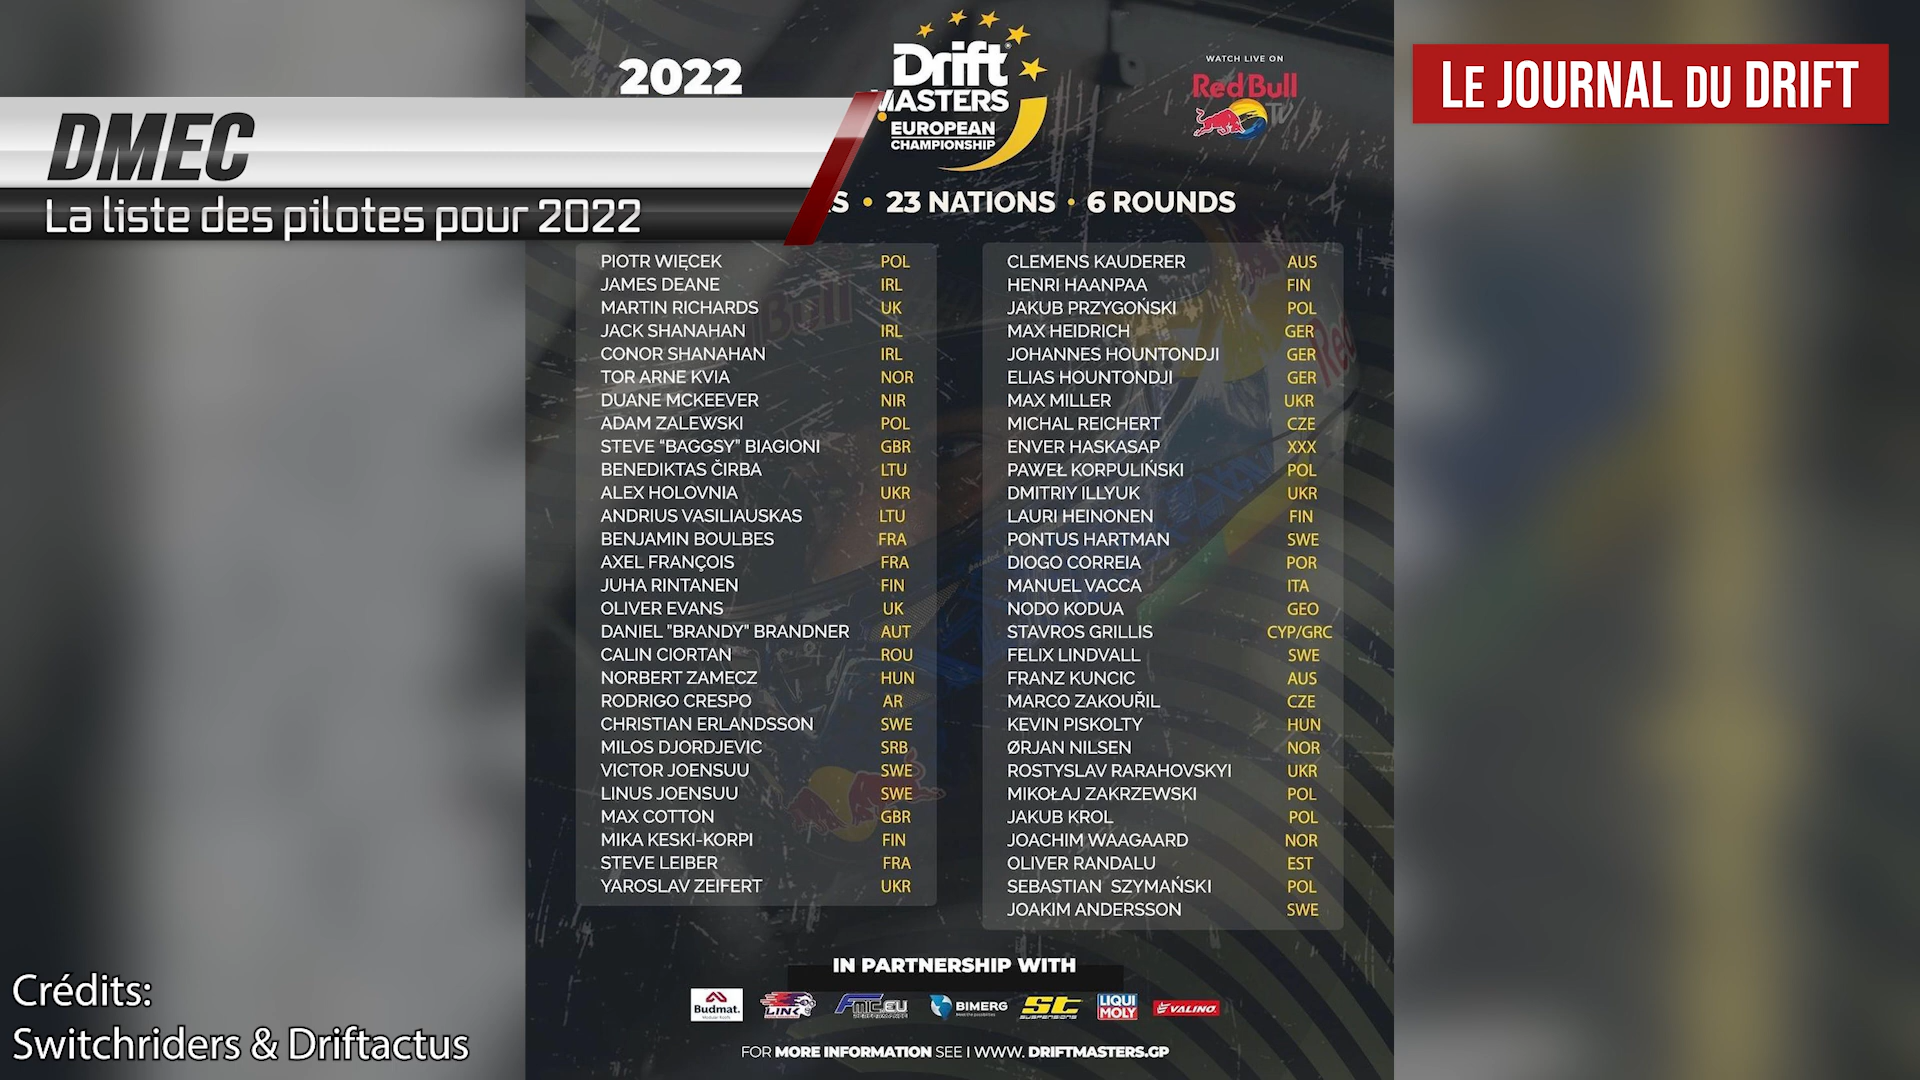 2022
Drift
MASTERS
EUROPEAN
CHAMPIONSHIP
WATCH LIVE ON
Red Bull
TV
LE JOURNAL DU DRIFT
DMEC
La liste des pilotes pour 2022
S • 23 NATIONS • 6 ROUNDS
PIOTR WIĘCEK POL
JAMES DEANE IRL
MARTIN RICHARDS UK
JACK SHANAHAN IRL
CONOR SHANAHAN IRL
TOR ARNE KVIA NOR
DUANE MCKEEVER NIR
ADAM ZALEWSKI POL
STEVE “BAGGSY” BIAGIONI GBR
BENEDIKTAS ČIRBA LTU
ALEX HOLOVNIA UKR
ANDRIUS VASILIAUSKAS LTU
BENJAMIN BOULBES FRA
AXEL FRANÇOIS FRA
JUHA RINTANEN FIN
OLIVER EVANS UK
DANIEL "BRANDY" BRANDNER AUT
CALIN CIORTAN ROU
NORBERT ZAMECZ HUN
RODRIGO CRESPO AR
CHRISTIAN ERLANDSSON SWE
MILOS DJORDJEVIC SRB
VICTOR JOENSUU SWE
LINUS JOENSUU SWE
MAX COTTON GBR
MIKA KESKI-KORPI FIN
STEVE LEIBER FRA
YAROSLAV ZEIFERT UKR
CLEMENS KAUDERER AUS
HENRI HAANPAA FIN
JAKUB PRZYGOŃSKI POL
MAX HEIDRICH GER
JOHANNES HOUNTONDJI GER
ELIAS HOUNTONDJI GER
MAX MILLER UKR
MICHAL REICHERT CZE
ENVER HASKASAP XXX
PAWEŁ KORPULIŃSKI POL
DMITRIY ILLYUK UKR
LAURI HEINONEN FIN
PONTUS HARTMAN SWE
DIOGO CORREIA POR
MANUEL VACCA ITA
NODO KODUA GEO
STAVROS GRILLIS CYP/GRC
FELIX LINDVALL SWE
FRANZ KUNCIC AUS
MARCO ZAKOUŘIL CZE
KEVIN PISKOLTY HUN
ØRJAN NILSEN NOR
ROSTYSLAV RARAHOVSKYI UKR
MIKOŁAJ ZAKRZEWSKI POL
JAKUB KROL POL
JOACHIM WAAGAARD NOR
OLIVER RANDALU EST
SEBASTIAN SZYMAŃSKI POL
JOAKIM ANDERSSON SWE
IN PARTNERSHIP WITH
Budmat.
LINK
FMIC.EU
PERFORMANCE
BIMERG
ST
SUSPENSIONS
LIQUI
MOLY
VALINO
FOR MORE INFORMATION SEE I WWW. DRIFTMASTERS.GP
Crédits:
Switchriders & Driftactus